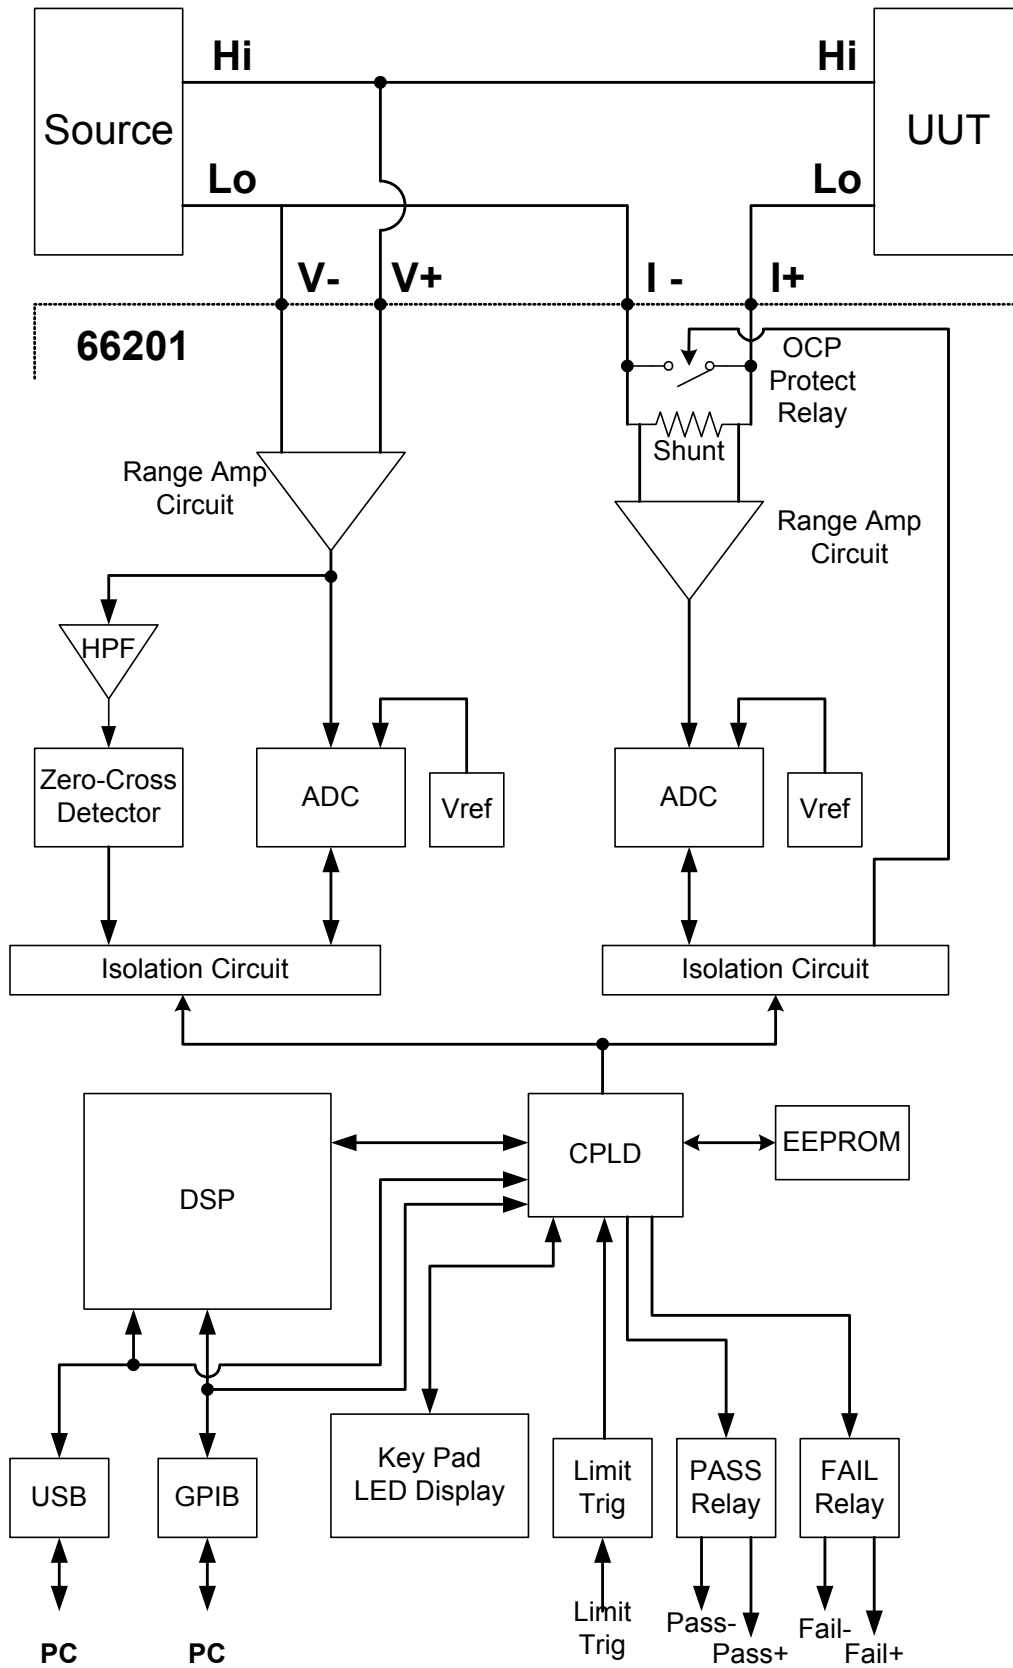 Hi
Hi
Source
UUT
Lo
Lo
V-
V+
I -
I+
66201
OCP
Protect
Relay
Shunt
Range Amp
Circuit
Range Amp
Circuit
HPF
Zero-Cross
Detector
ADC
Vref
ADC
Vref
Isolation Circuit
Isolation Circuit
DSP
CPLD
EEPROM
USB
GPIB
Key Pad
LED Display
Limit
Trig
PASS
Relay
FAIL
Relay
PC
PC
Limit
Trig
Pass-
Pass+
Fail-
Fail+